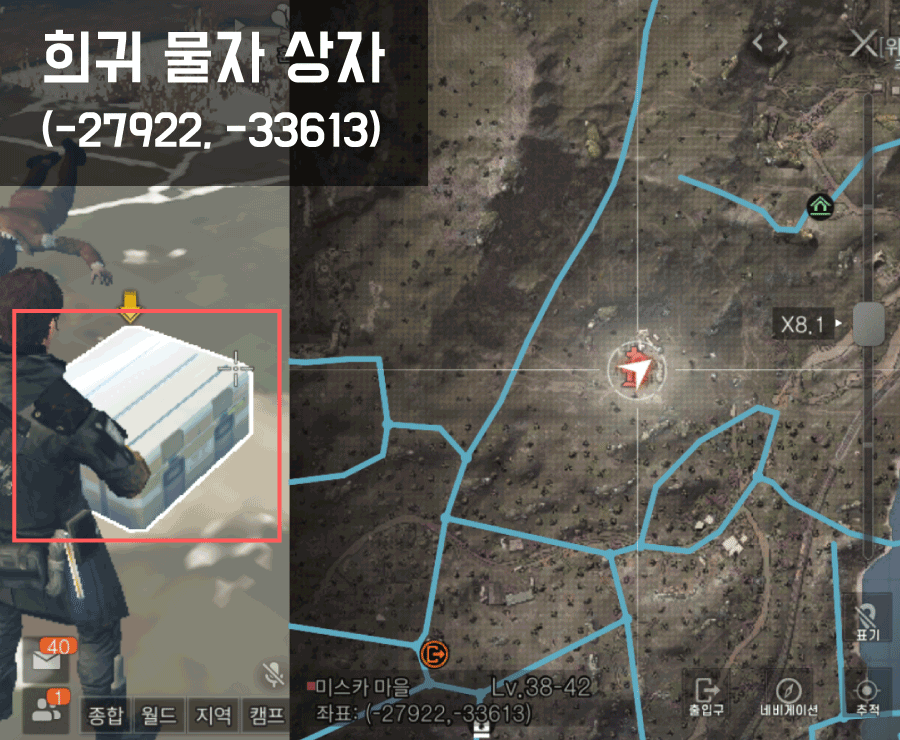 희귀 물자 상자
(-27922, -33613)
[위
X8.1
표기
40
1
종합 월드 지역 캠프
미스카 마을 Lv.38-42
좌표: (-27922,-33613)
출입구
네비게이션
추적